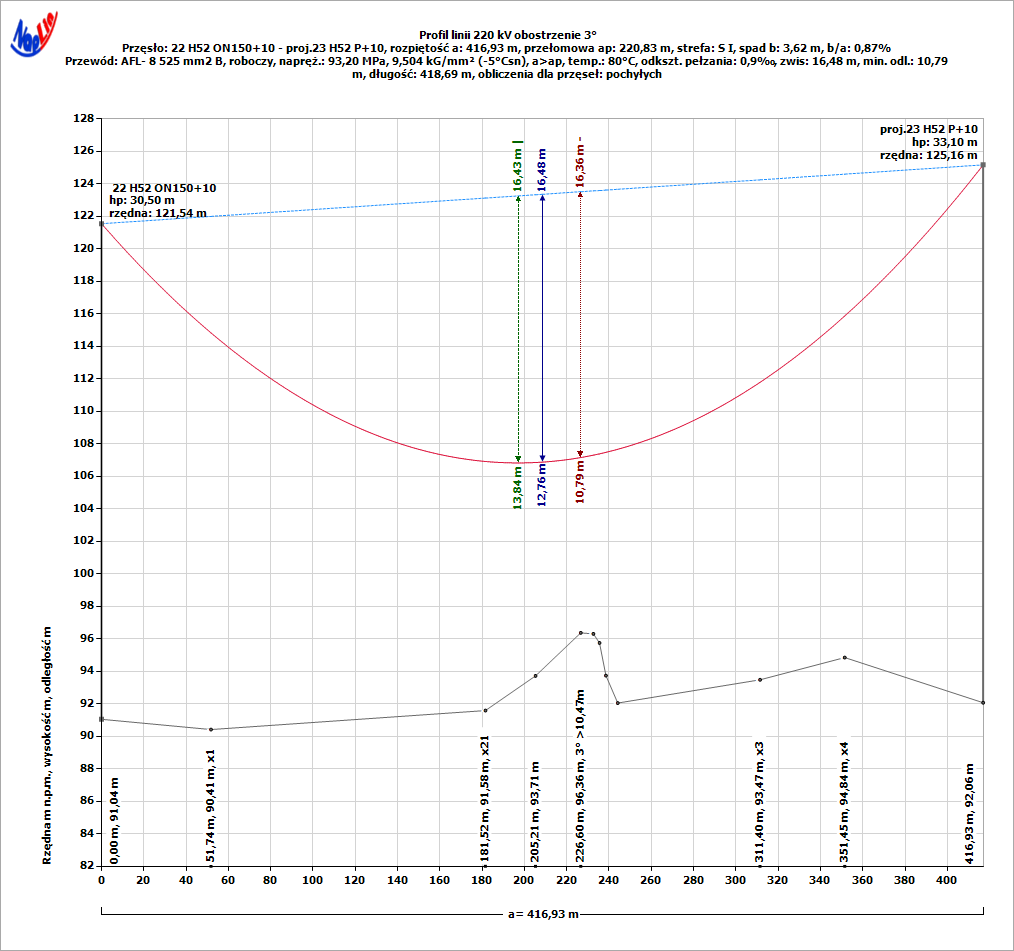 NapLIO
Profil linii 220 kV obostrzenie 3°
Przęsło: 22 H52 ON150+10 - proj.23 H52 P+10, rozpiętość a: 416,93 m, przełomowa ap: 220,83 m, strefa: S I, spad b: 3,62 m, b/a: 0,87%
Przewód: AFL- 8 525 mm2 B, roboczy, napręż.: 93,20 MPa, 9,504 kG/mm² (-5°Csn), a>ap, temp.: 80°C, odkszt. pełzania: 0,9‰, zwis: 16,48 m, min. odl.: 10,79
m, długość: 418,69 m, obliczenia dla przęseł: pochyłych
128
126
124
122
120
118
116
114
112
110
108
106
104
102
100
98
96
94
92
90
88
86
84
82
Rzędna m n.p.m., wysokość m, odległość m
22 H52 ON150+10
hp: 30,50 m
rzędna: 121,54 m
proj.23 H52 P+10
hp: 33,10 m
rzędna: 125,16 m
16,43 m
16,48 m
16,36 m
13,84 m
12,76 m
10,79 m
0,00 m, 91,04 m
51,74 m, 90,41 m, x1
181,52 m, 91,58 m, x21
205,21 m, 93,71 m
226,60 m, 96,36 m, 3° >10,47m
311,40 m, 93,47 m, x3
351,45 m, 94,84 m, x4
416,93 m, 92,06 m
0 20 40 60 80 100 120 140 160 180 200 220 240 260 280 300 320 340 360 380 400
a= 416,93 m